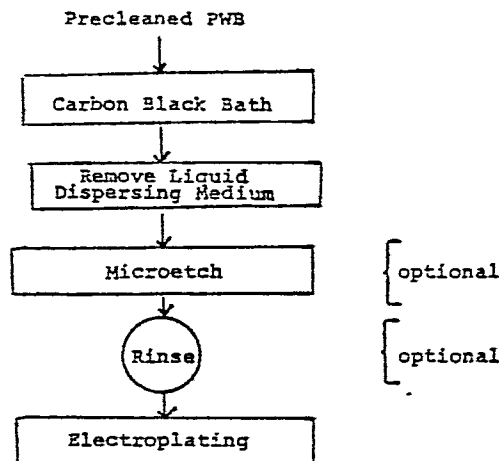 Precleaned PWB
Carbon Black Bath
Remove Liquid
Dispersing Medium
Microetch
optional
Rinse
optional
Electroplating